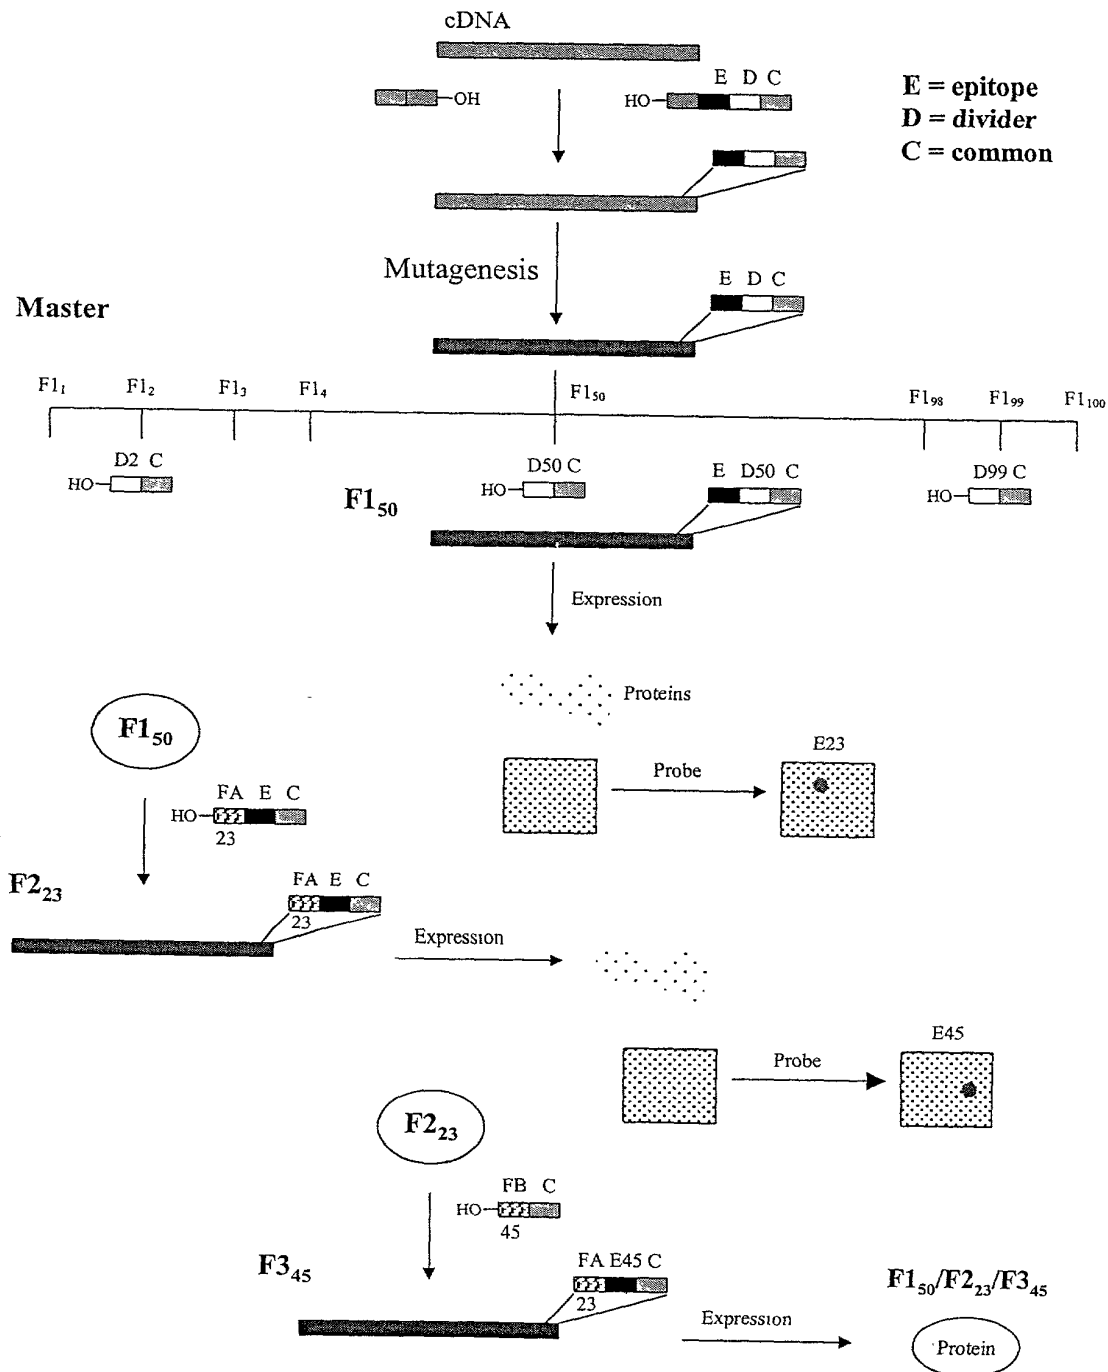 cDNA
E D C
OH
HO
E = epitope
D = divider
C = common
Mutagenesis
E D C
Master
F1₁ F1₂ F1₃ F1₄ F1₅₀ F1₉₈ F1₉₉ F1₁₀₀
D2 C
HO
D50 C
HO
E D50 C
D99 C
HO
F1₅₀
Expression
Proteins
F1₅₀
E23
Probe
FA E C
HO
23
F2₂₃
FA E C
23
Expression
E45
Probe
F2₂₃
FB C
HO
45
F3₄₅
FA E45 C
23
F1₅₀/F2₂₃/F3₄₅
Expression
Protein